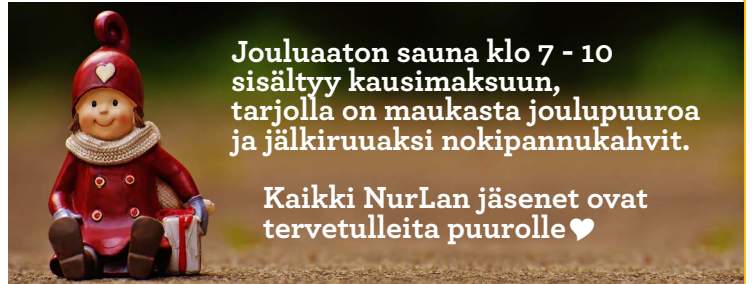 Jouluaaton sauna klo 7 - 10
sisältyy kausimaksuun,
tarjolla on maukasta joulupuuroa
ja jälkiruuaksi nokipannukahvit.
Kaikki NurLan jäsenet ovat
tervetulleita puurolle♥